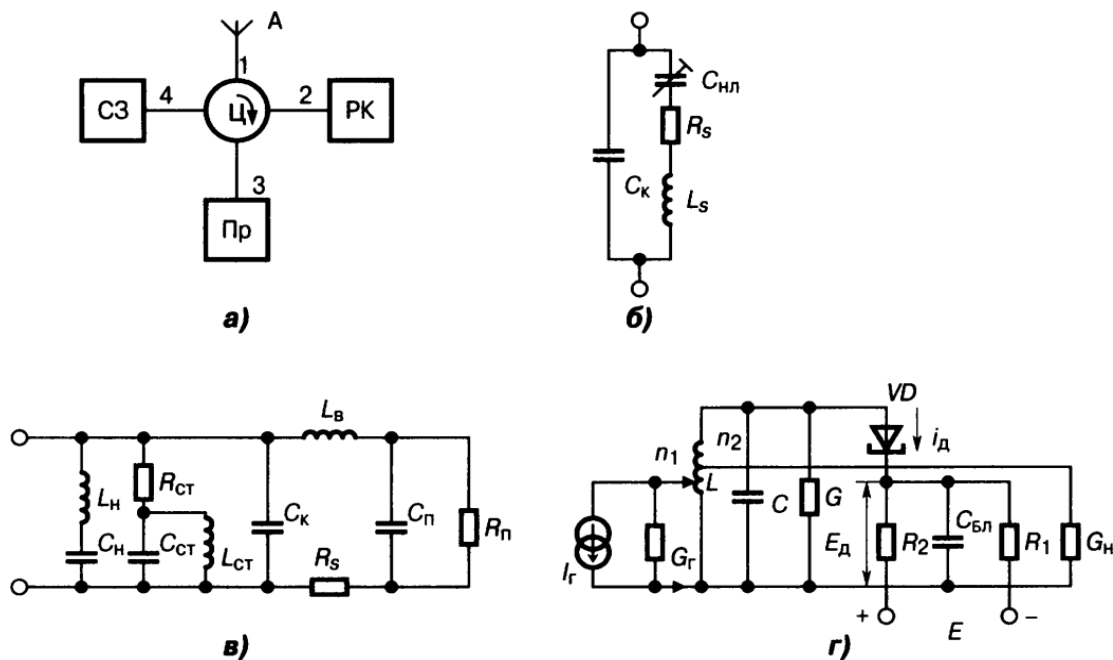 А
1
СЗ 4 Ц 2 РК
3
Пр
а)
Cнл
Rs
Cк
Ls
б)
Lв
Rст
Lн
Cн Cст Lст Cк Cп Rп
Rs
в)
VD
iд
n1 n2
L
C G
Eд R2 Cбл R1 Gн
Iг Gг
+ E −
г)